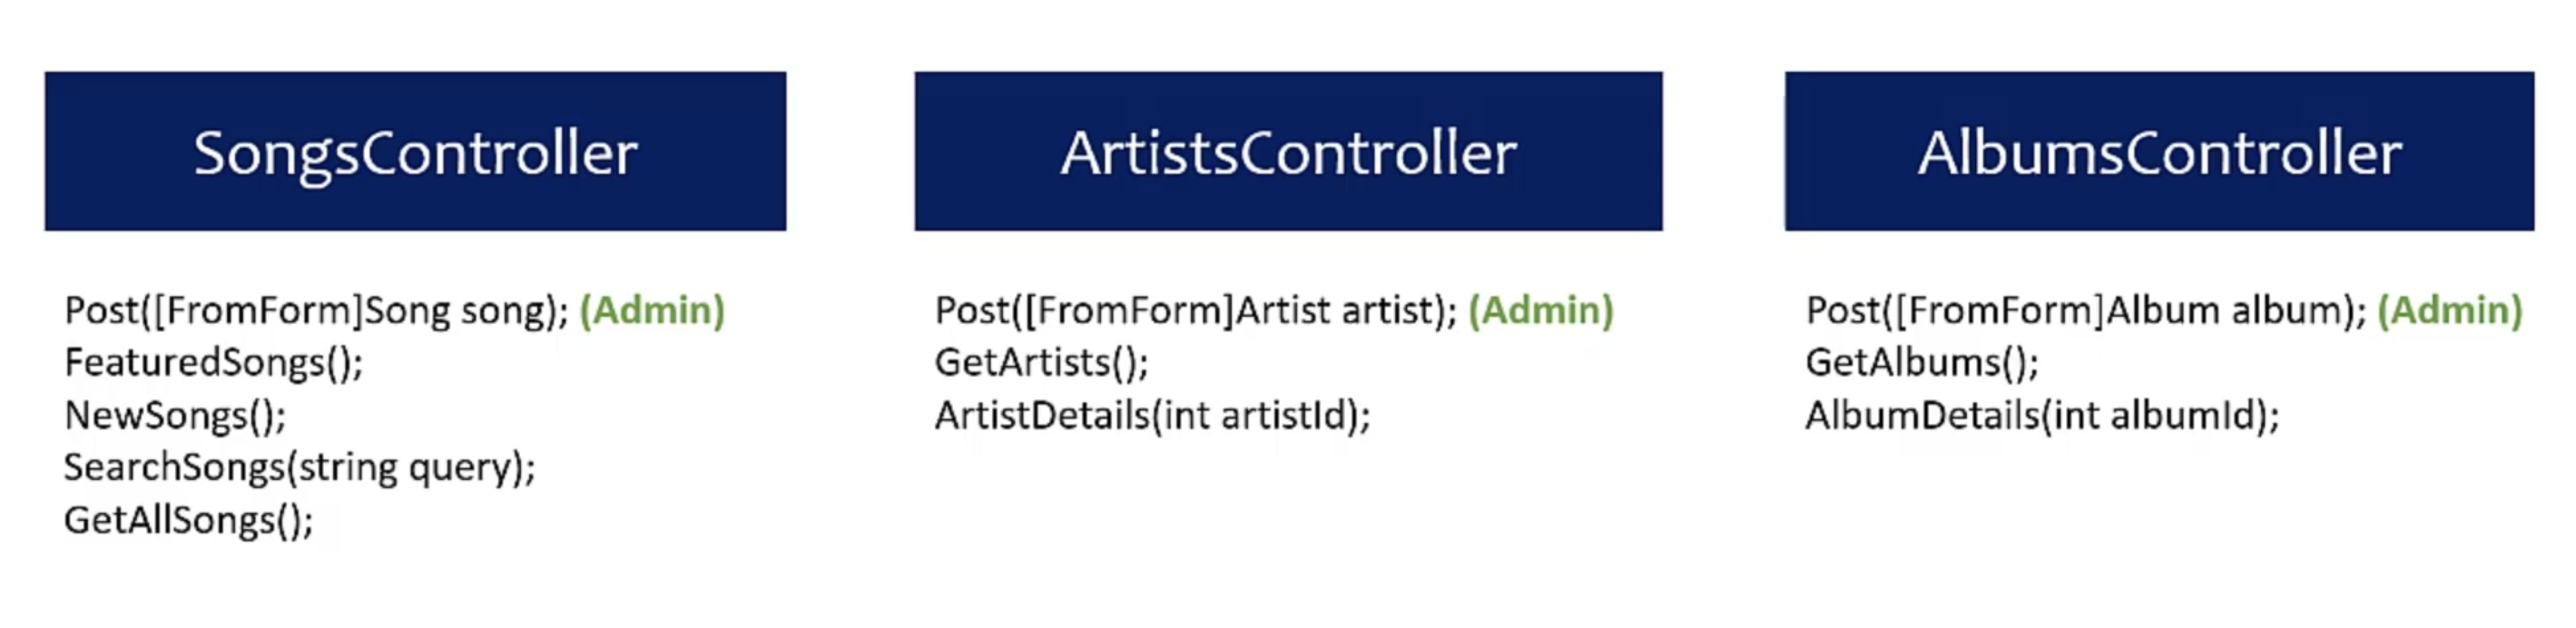 SongsController
Post([FromForm]Song song); (Admin)
FeaturedSongs();
NewSongs();
SearchSongs(string query);
GetAllSongs();
ArtistsController
Post([FromForm]Artist artist); (Admin)
GetArtists();
ArtistDetails(int artistId);
AlbumsController
Post([FromForm]Album album); (Admin)
GetAlbums();
AlbumDetails(int albumId);